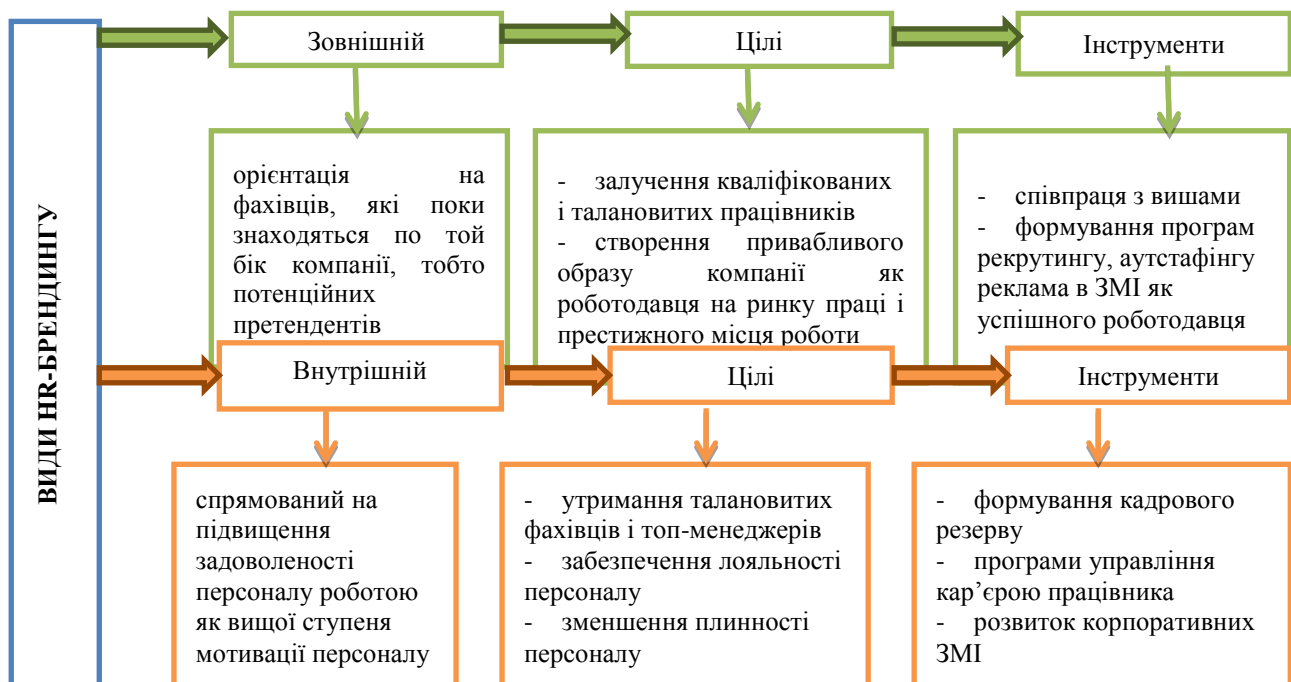 ВИДИ HR-БРЕНДИНГУ
Зовнішній
Цілі
Інструменти
орієнтація на
фахівців, які поки
знаходяться по той
бік компанії, тобто
потенційних
претендентів
- залучення кваліфікованих
і талановитих працівників
- створення привабливого
образу компанії як
роботодавця на ринку праці і
престижного місця роботи
- співпраця з вишами
- формування програм
рекрутингу, аутстафінгу
реклама в ЗМІ як
успішного роботодавця
Внутрішній
Цілі
Інструменти
спрямований на
підвищення
задоволеності
персоналу роботою
як вищої ступеня
мотивації персоналу
- утримання талановитих
фахівців і топ-менеджерів
- забезпечення лояльності
персоналу
- зменшення плинності
персоналу
- формування кадрового
резерву
- програми управління
кар’єрою працівника
- розвиток корпоративних
ЗМІ